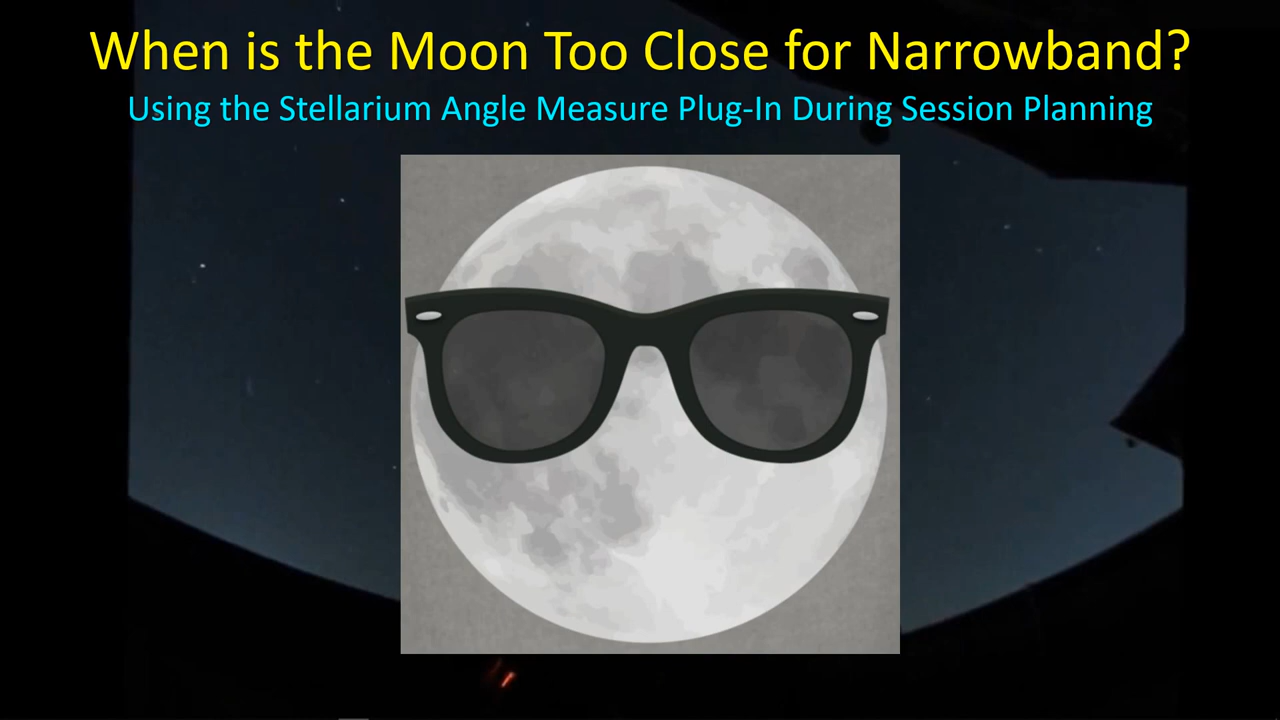 When is the Moon Too Close for Narrowband?
Using the Stellarium Angle Measure Plug-In During Session Planning